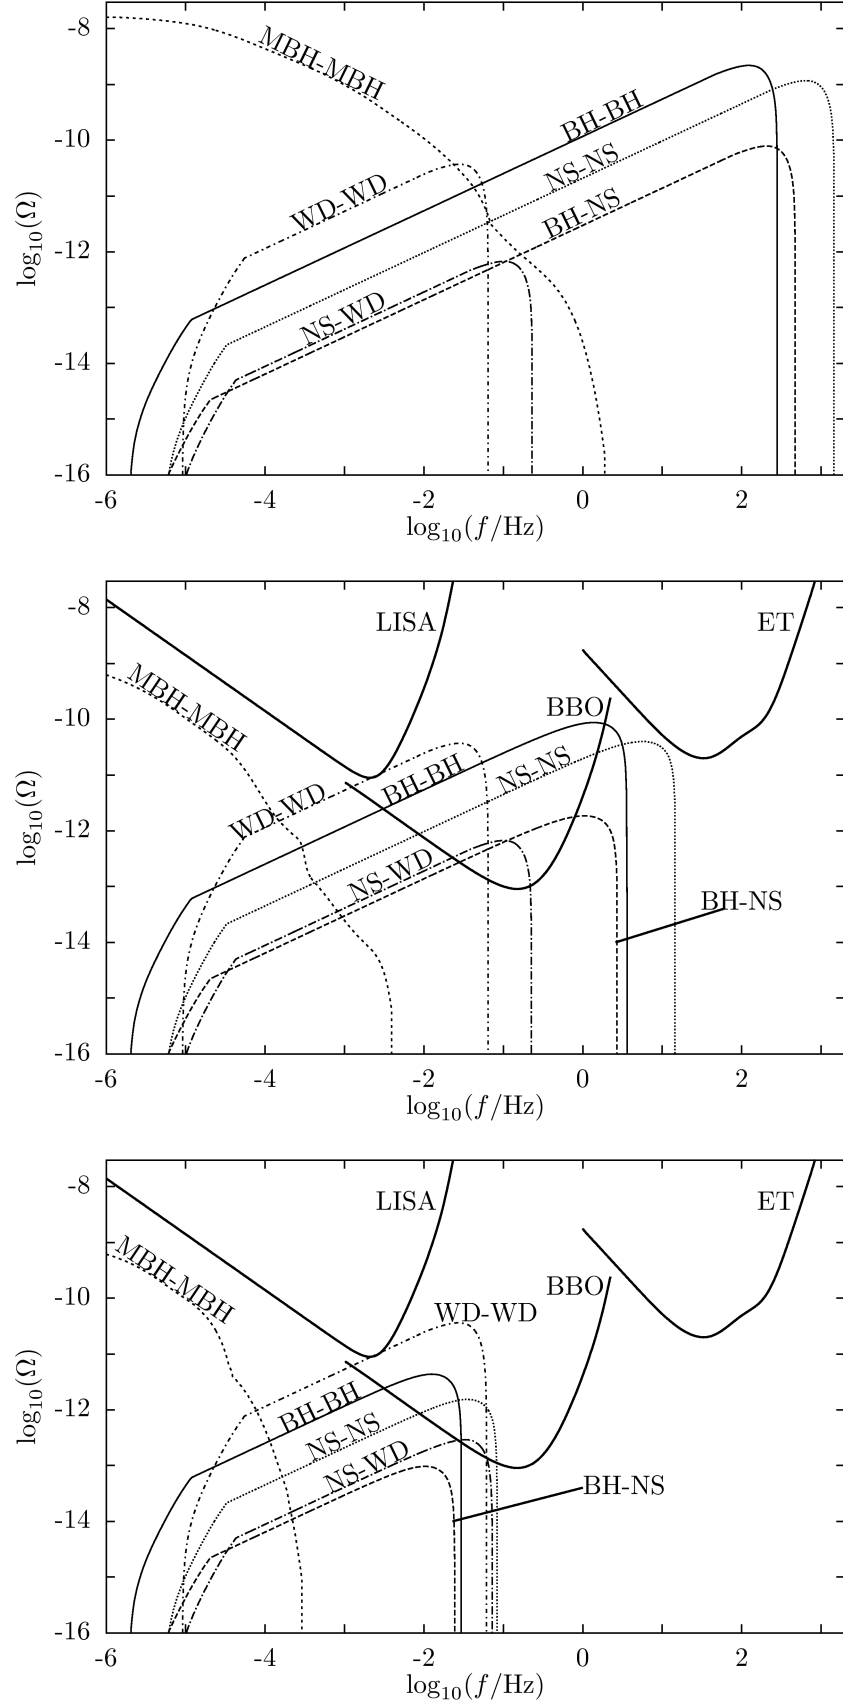 -8
-10
-12
-14
-16
log10(Ω)
MBH-MBH
BH-BH
NS-NS
BH-NS
WD-WD
NS-WD
-6 -4 -2 0 2
log10(f/Hz)
-8
-10
-12
-14
-16
log10(Ω)
LISA
ET
MBH-MBH
BBO
WD-WD
BH-BH
NS-NS
NS-WD
BH-NS
-6 -4 -2 0 2
log10(f/Hz)
-8
-10
-12
-14
-16
log10(Ω)
LISA
ET
MBH-MBH
BBO
WD-WD
BH-BH
NS-NS
NS-WD
BH-NS
-6 -4 -2 0 2
log10(f/Hz)